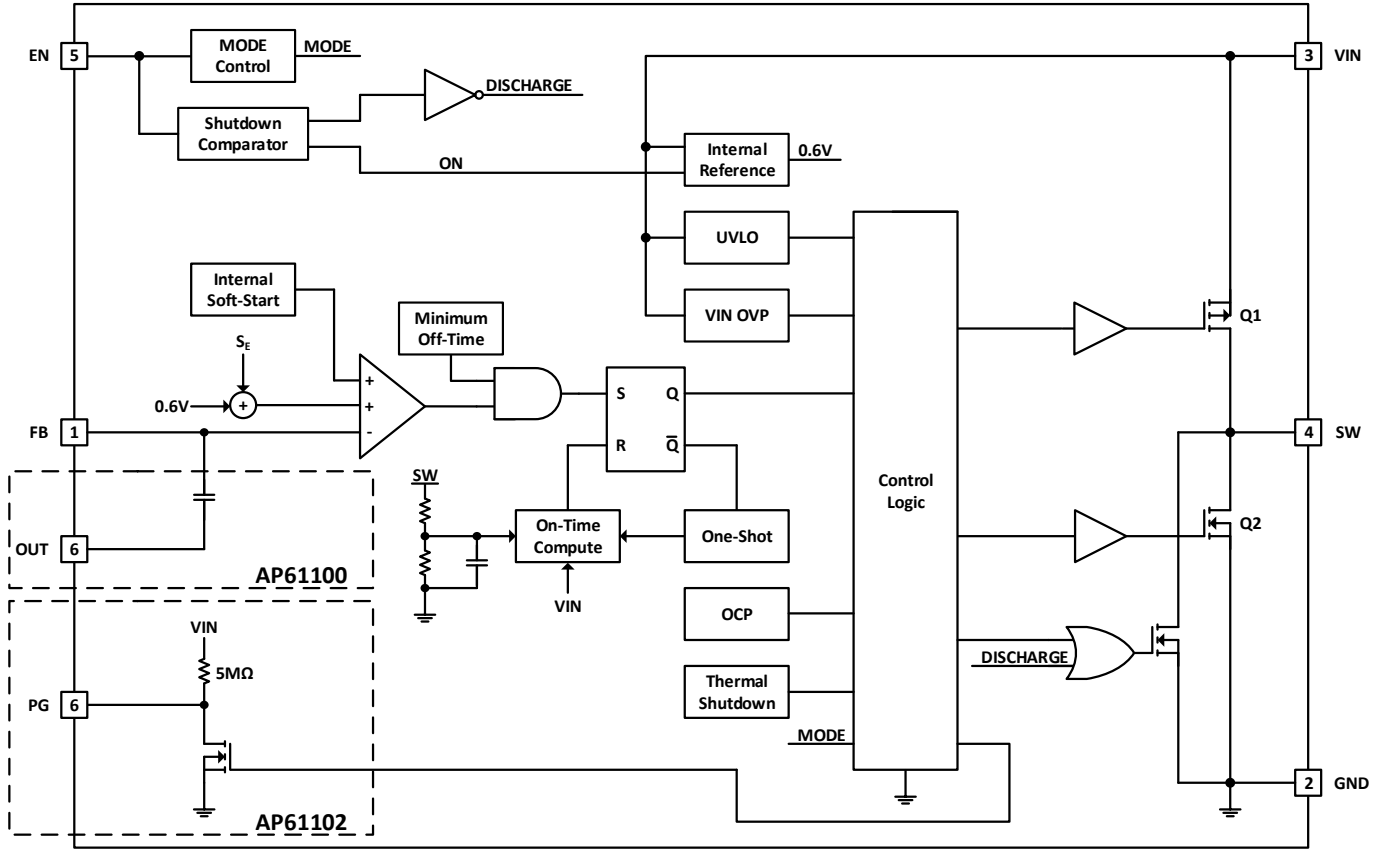 EN
5
MODE
Control
MODE
3
VIN
Shutdown
Comparator
DISCHARGE
ON
Internal
Reference
0.6V
UVLO
Internal
Soft-Start
VIN OVP
Minimum
Off-Time
Q1
SE
0.6V
+
+
+
-
S
Q
R
Q̅
FB
1
4
SW
SW
Control
Logic
On-Time
Compute
One-Shot
Q2
OUT
6
AP61100
VIN
OCP
VIN
5MΩ
DISCHARGE
Thermal
Shutdown
PG
6
MODE
2
GND
AP61102